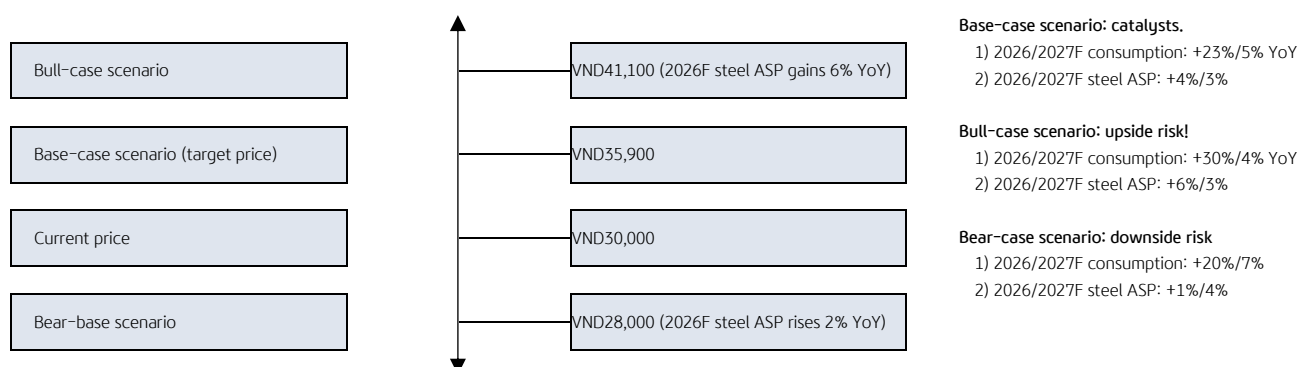 Bull-case scenario
VND41,100 (2026F steel ASP gains 6% YoY)
Base-case scenario (target price)
VND35,900
Current price
VND30,000
Bear-base scenario
VND28,000 (2026F steel ASP rises 2% YoY)
Base-case scenario: catalysts.
1) 2026/2027F consumption: +23%/5% YoY
2) 2026/2027F steel ASP: +4%/3%
Bull-case scenario: upside risk!
1) 2026/2027F consumption: +30%/4% YoY
2) 2026/2027F steel ASP: +6%/3%
Bear-case scenario: downside risk
1) 2026/2027F consumption: +20%/7%
2) 2026/2027F steel ASP: +1%/4%